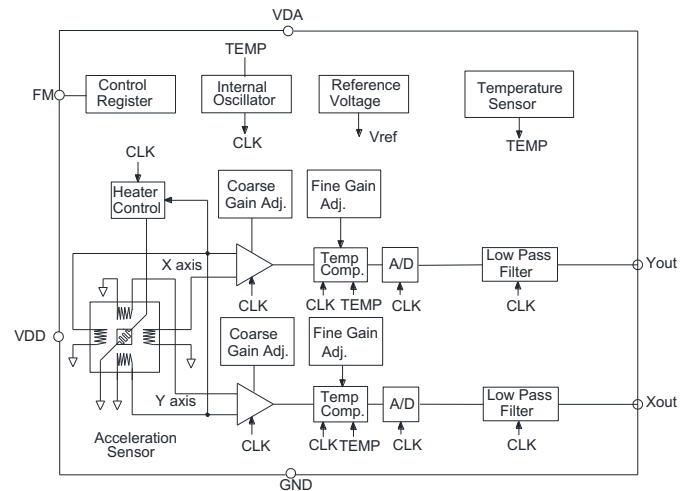 VDA
TEMP
FM
Control
Register
Internal
Oscillator
Reference
Voltage
Temperature
Sensor
CLK
Vref
TEMP
CLK
Heater
Control
Coarse
Gain Adj.
Fine Gain
Adj.
X axis
Temp
Comp.
A/D
Low Pass
Filter
Yout
CLK
CLK TEMP
CLK
CLK
VDD
Coarse
Gain Adj.
Fine Gain
Adj.
Y axis
Temp
Comp.
A/D
Low Pass
Filter
Xout
Acceleration
Sensor
CLK
CLKTEMP
CLK
CLK
GND